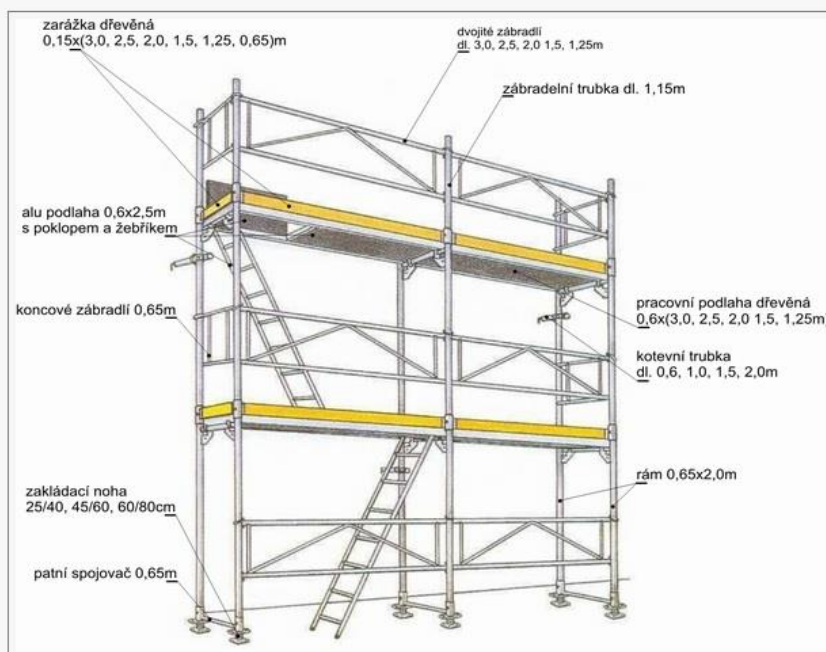 zarážka dřevěná
0,15x(3,0, 2,5, 2,0, 1,5, 1,25, 0,65)m
dvojité zábradlí
dl. 3,0, 2,5, 2,0 1,5, 1,25m
zábradelní trubka dl. 1,15m
alu podlaha 0,6x2,5m
s poklopem a žebříkem
koncové zábradlí 0,65m
pracovní podlaha dřevěná
0,6x(3,0, 2,5, 2,0 1,5, 1,25m
kotevní trubka
dl. 0,6, 1,0, 1,5, 2,0m
rám 0,65x2,0m
zakládací noha
25/40, 45/60, 60/80cm
patní spojovač 0,65m